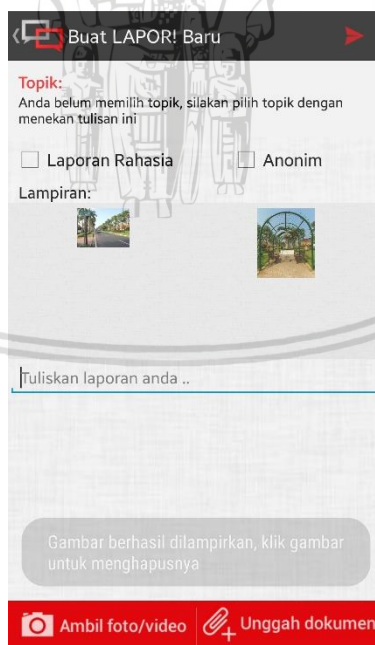 Buat LAPOR! Baru
Topik:
Anda belum memilih topik, silakan pilih topik dengan
menekan tulisan ini
Laporan Rahasia Anonim
Lampiran:
Tuliskan laporan anda ..
Gambar berhasil dilampirkan, klik gambar
untuk menghapusnya
Ambil foto/video Unggah dokumen